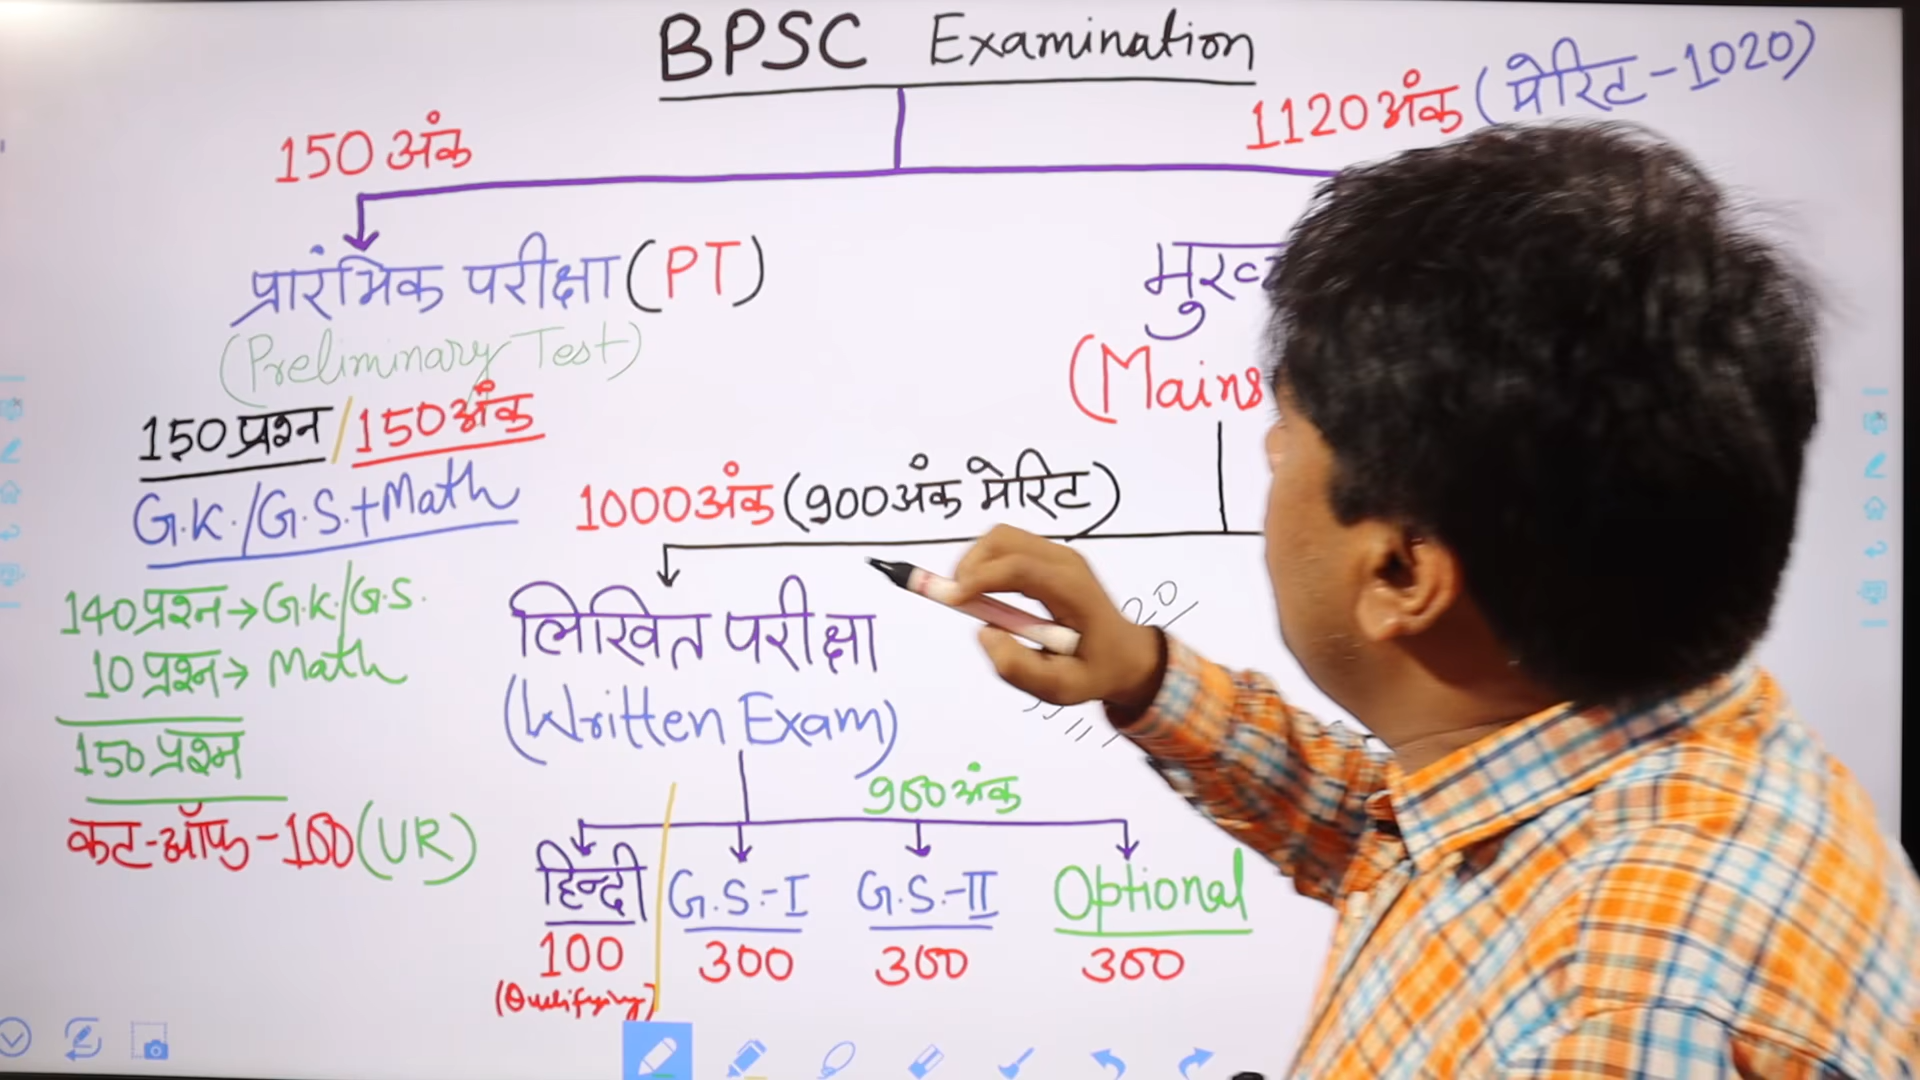 BPSC Examination
150 अंक
1120 अंक (मेरिट-1020)
प्रारंभिक परीक्षा (PT)
(Preliminary Test)
150 प्रश्न / 150 अंक
G.K./G.S.+Math
140 प्रश्न → G.K./G.S.
10 प्रश्न → Math
150 प्रश्न
कट-ऑफ-100 (UR)
(Mains
1000 अंक (900 अंक मेरिट)
लिखित परीक्षा
(Written Exam)
900 अंक
हिन्दी G.S.-I G.S.-II Optional
100 300 300 300
(Qualifying)